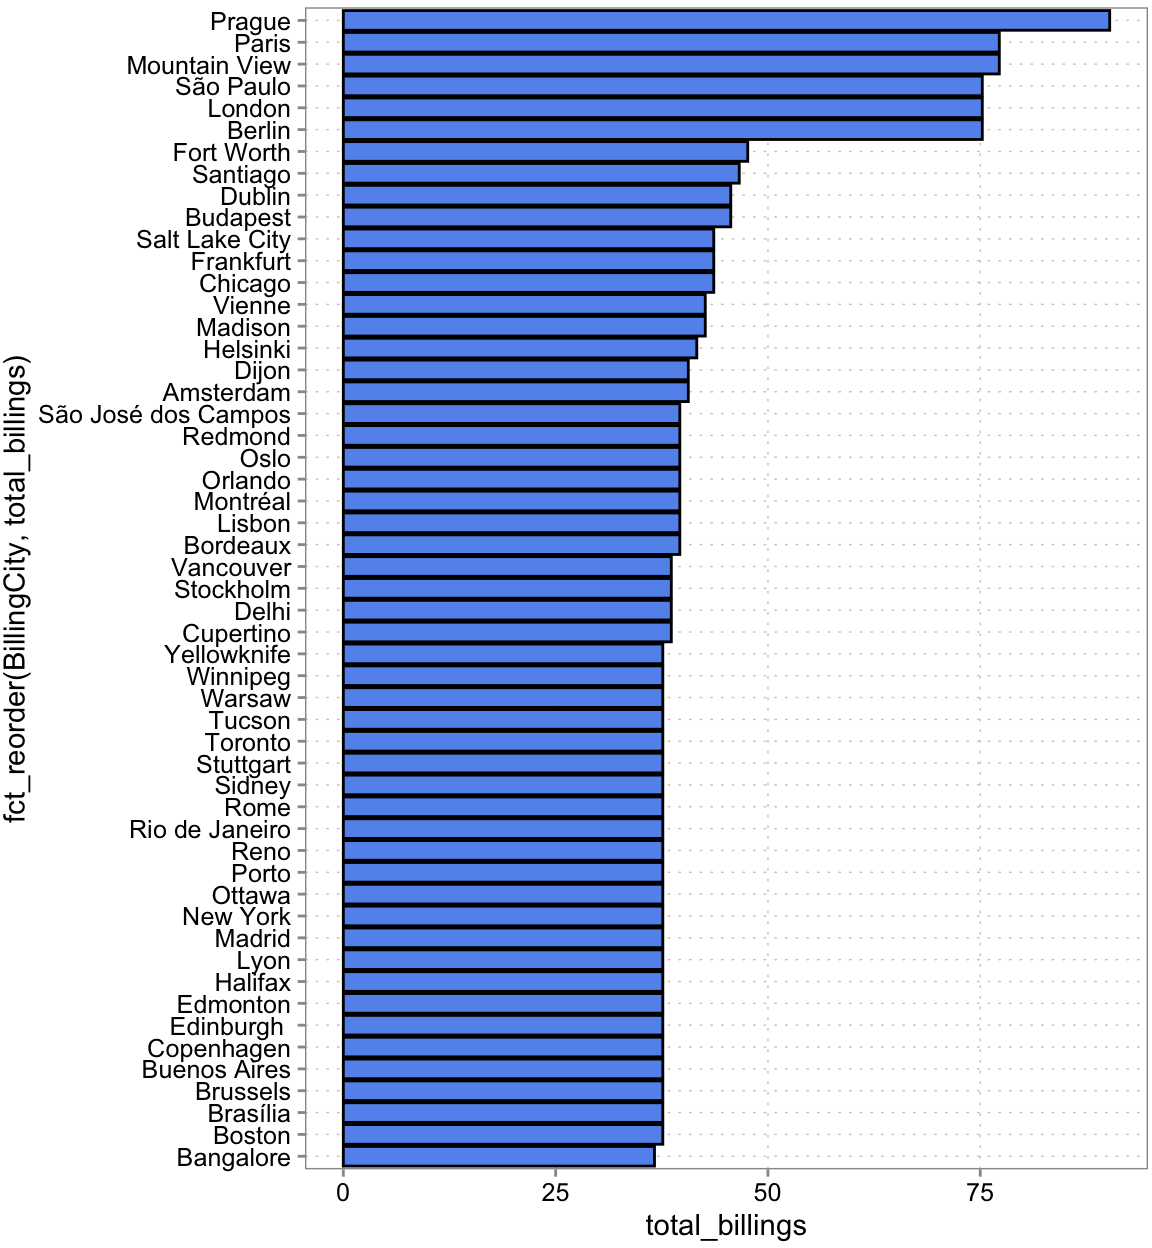 Prague
Paris
Mountain View
São Paulo
London
Berlin
Fort Worth
Santiago
Dublin
Budapest
Salt Lake City
Frankfurt
Chicago
Vienne
Madison
Helsinki
Dijon
Amsterdam
São José dos Campos
Redmond
Oslo
Orlando
Montréal
Lisbon
Bordeaux
Vancouver
Stockholm
Delhi
Cupertino
Yellowknife
Winnipeg
Warsaw
Tucson
Toronto
Stuttgart
Sidney
Rome
Rio de Janeiro
Reno
Porto
Ottawa
New York
Madrid
Lyon
Halifax
Edmonton
Edinburgh
Copenhagen
Buenos Aires
Brussels
Brasília
Boston
Bangalore
fct_reorder(BillingCity, total_billings)
0 25 50 75
total_billings